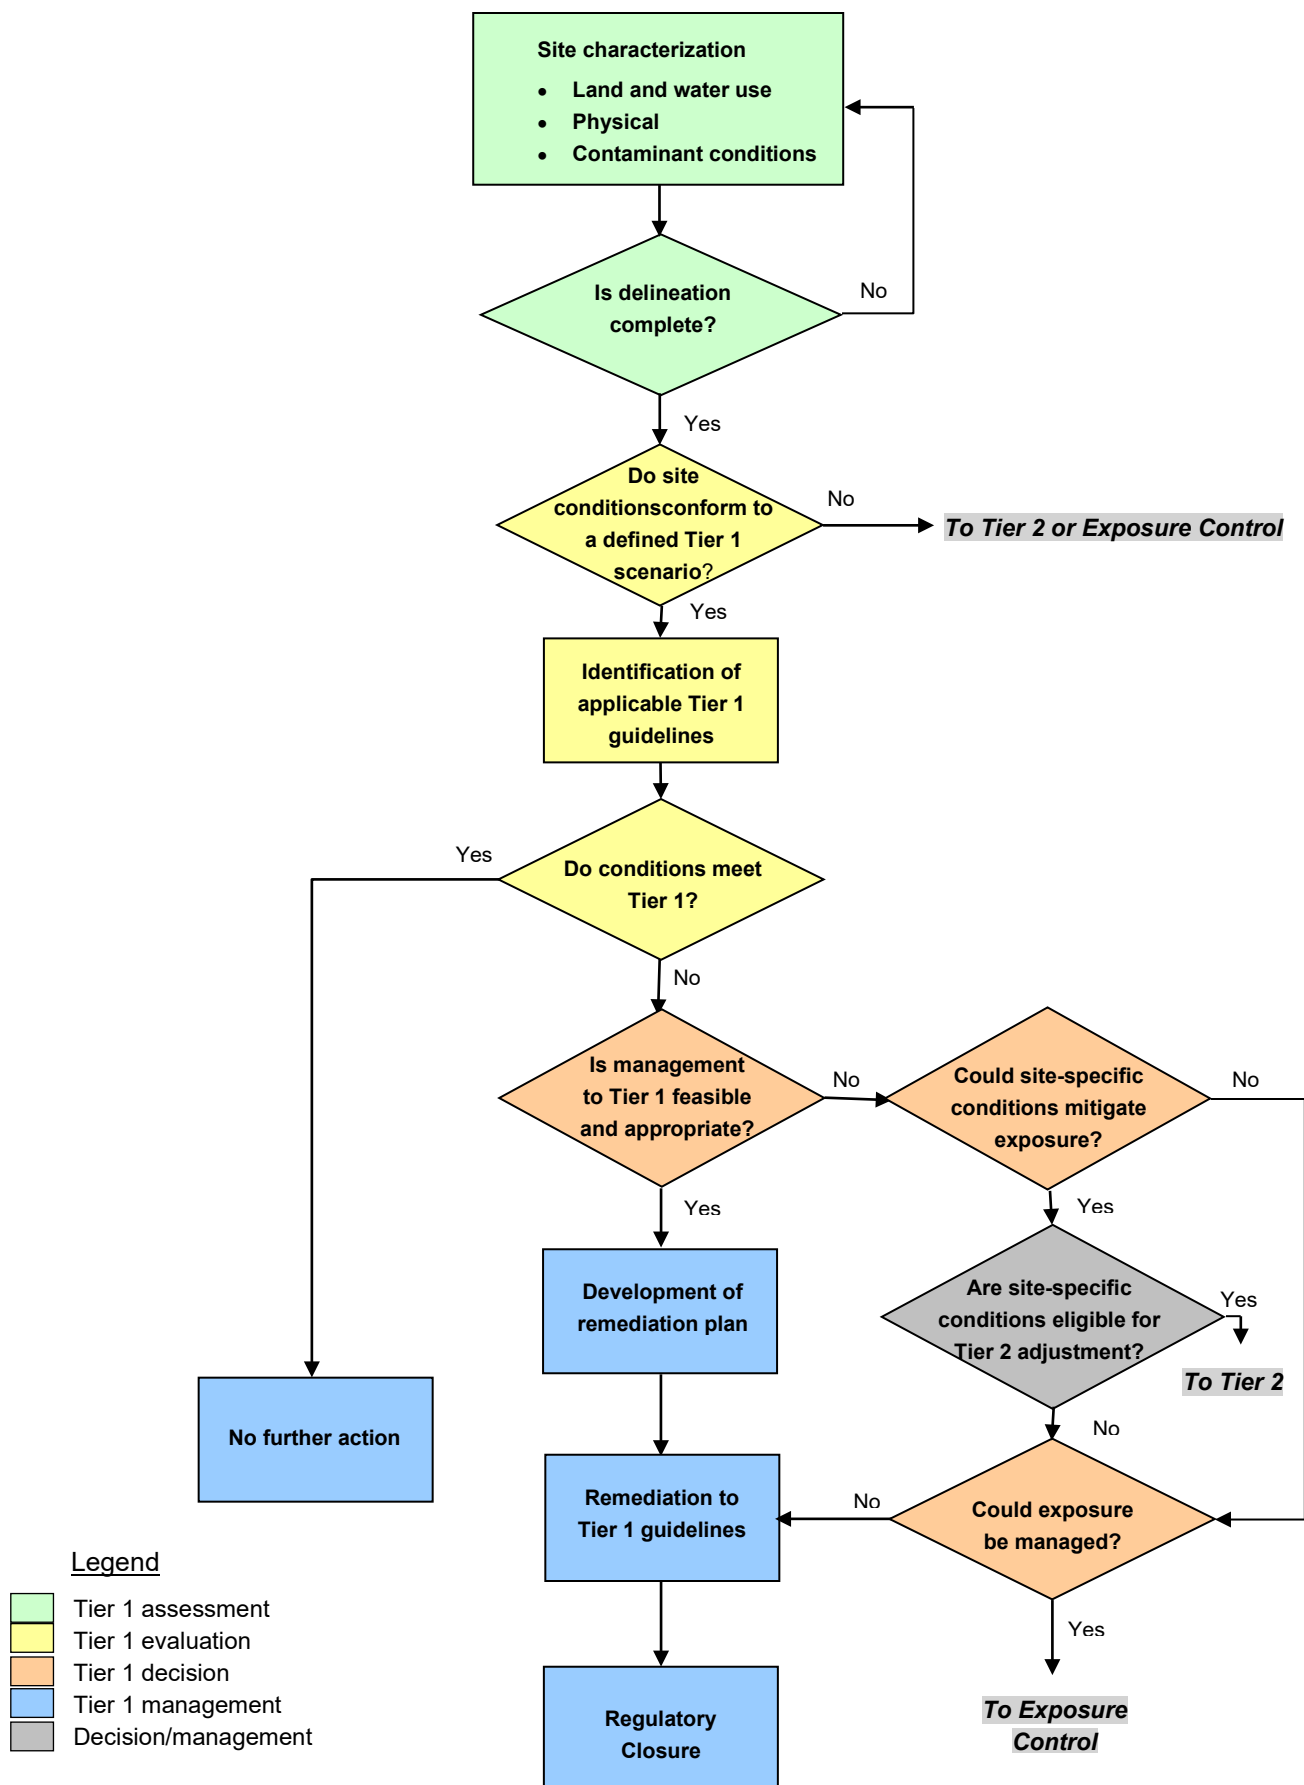 Site characterization
• Land and water use
• Physical
• Contaminant conditions
Is delineation
complete?
No
Yes
Do site
conditionsconform to
a defined Tier 1
scenario?
No
To Tier 2 or Exposure Control
Yes
Identification of
applicable Tier 1
guidelines
Yes
Do conditions meet
Tier 1?
No
Is management
to Tier 1 feasible
and appropriate?
No
Could site-specific
conditions mitigate
exposure?
No
Yes
Yes
Development of
remediation plan
Are site-specific
conditions eligible for
Tier 2 adjustment?
Yes
To Tier 2
No
No further action
Remediation to
Tier 1 guidelines
No
Could exposure
be managed?
Yes
To Exposure
Control
Regulatory
Closure
Legend
Tier 1 assessment
Tier 1 evaluation
Tier 1 decision
Tier 1 management
Decision/management